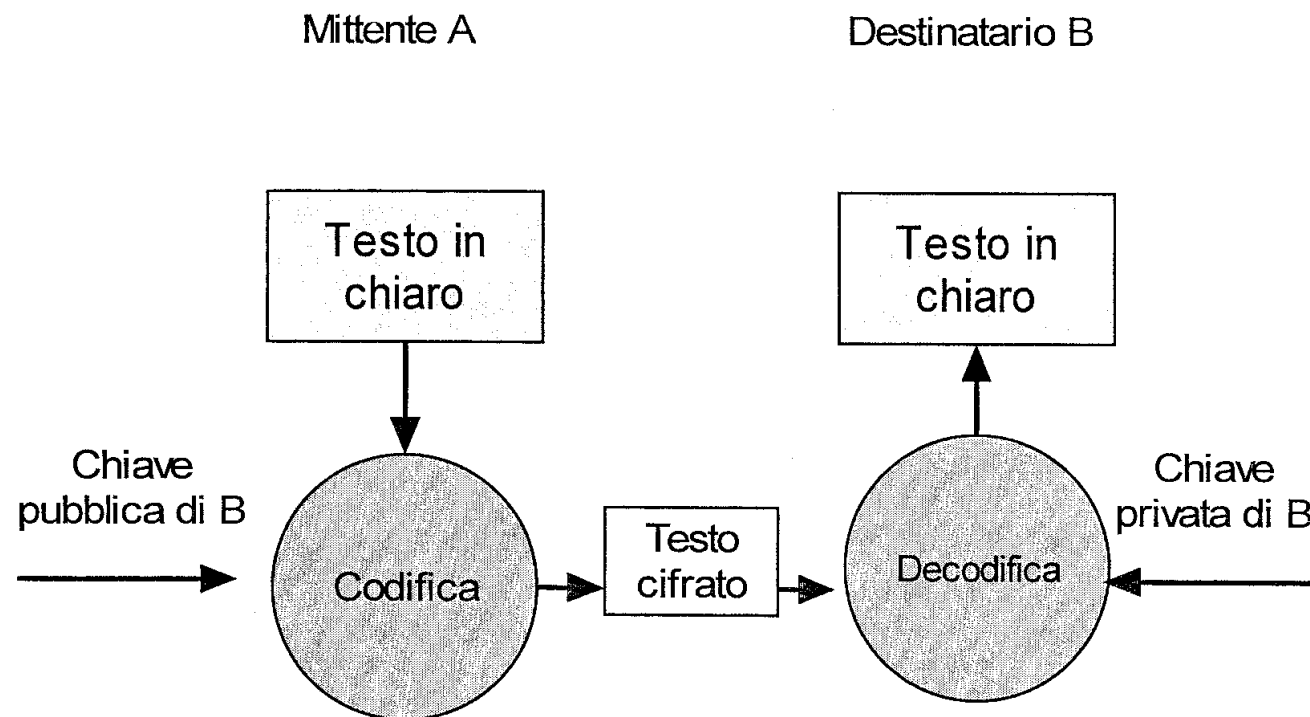 Mittente A
Destinatario B
Testo in
chiaro
Testo in
chiaro
Chiave
pubblica di B
Chiave
privata di B
Codifica
Testo
cifrato
Decodifica